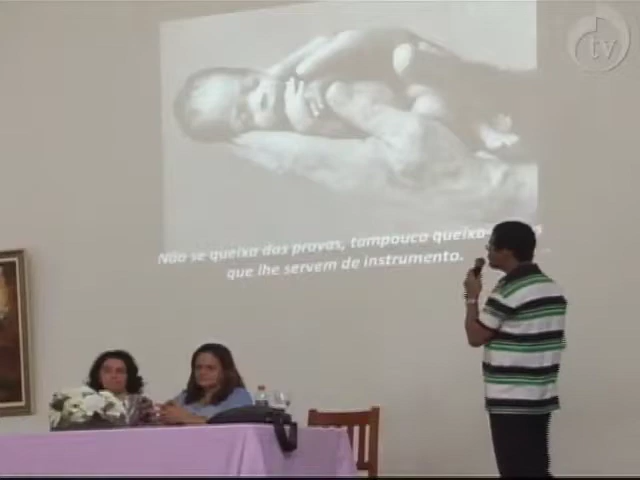 tv
Não se queixa das provas, tampouco queixa
que lhe servem de instrumento.